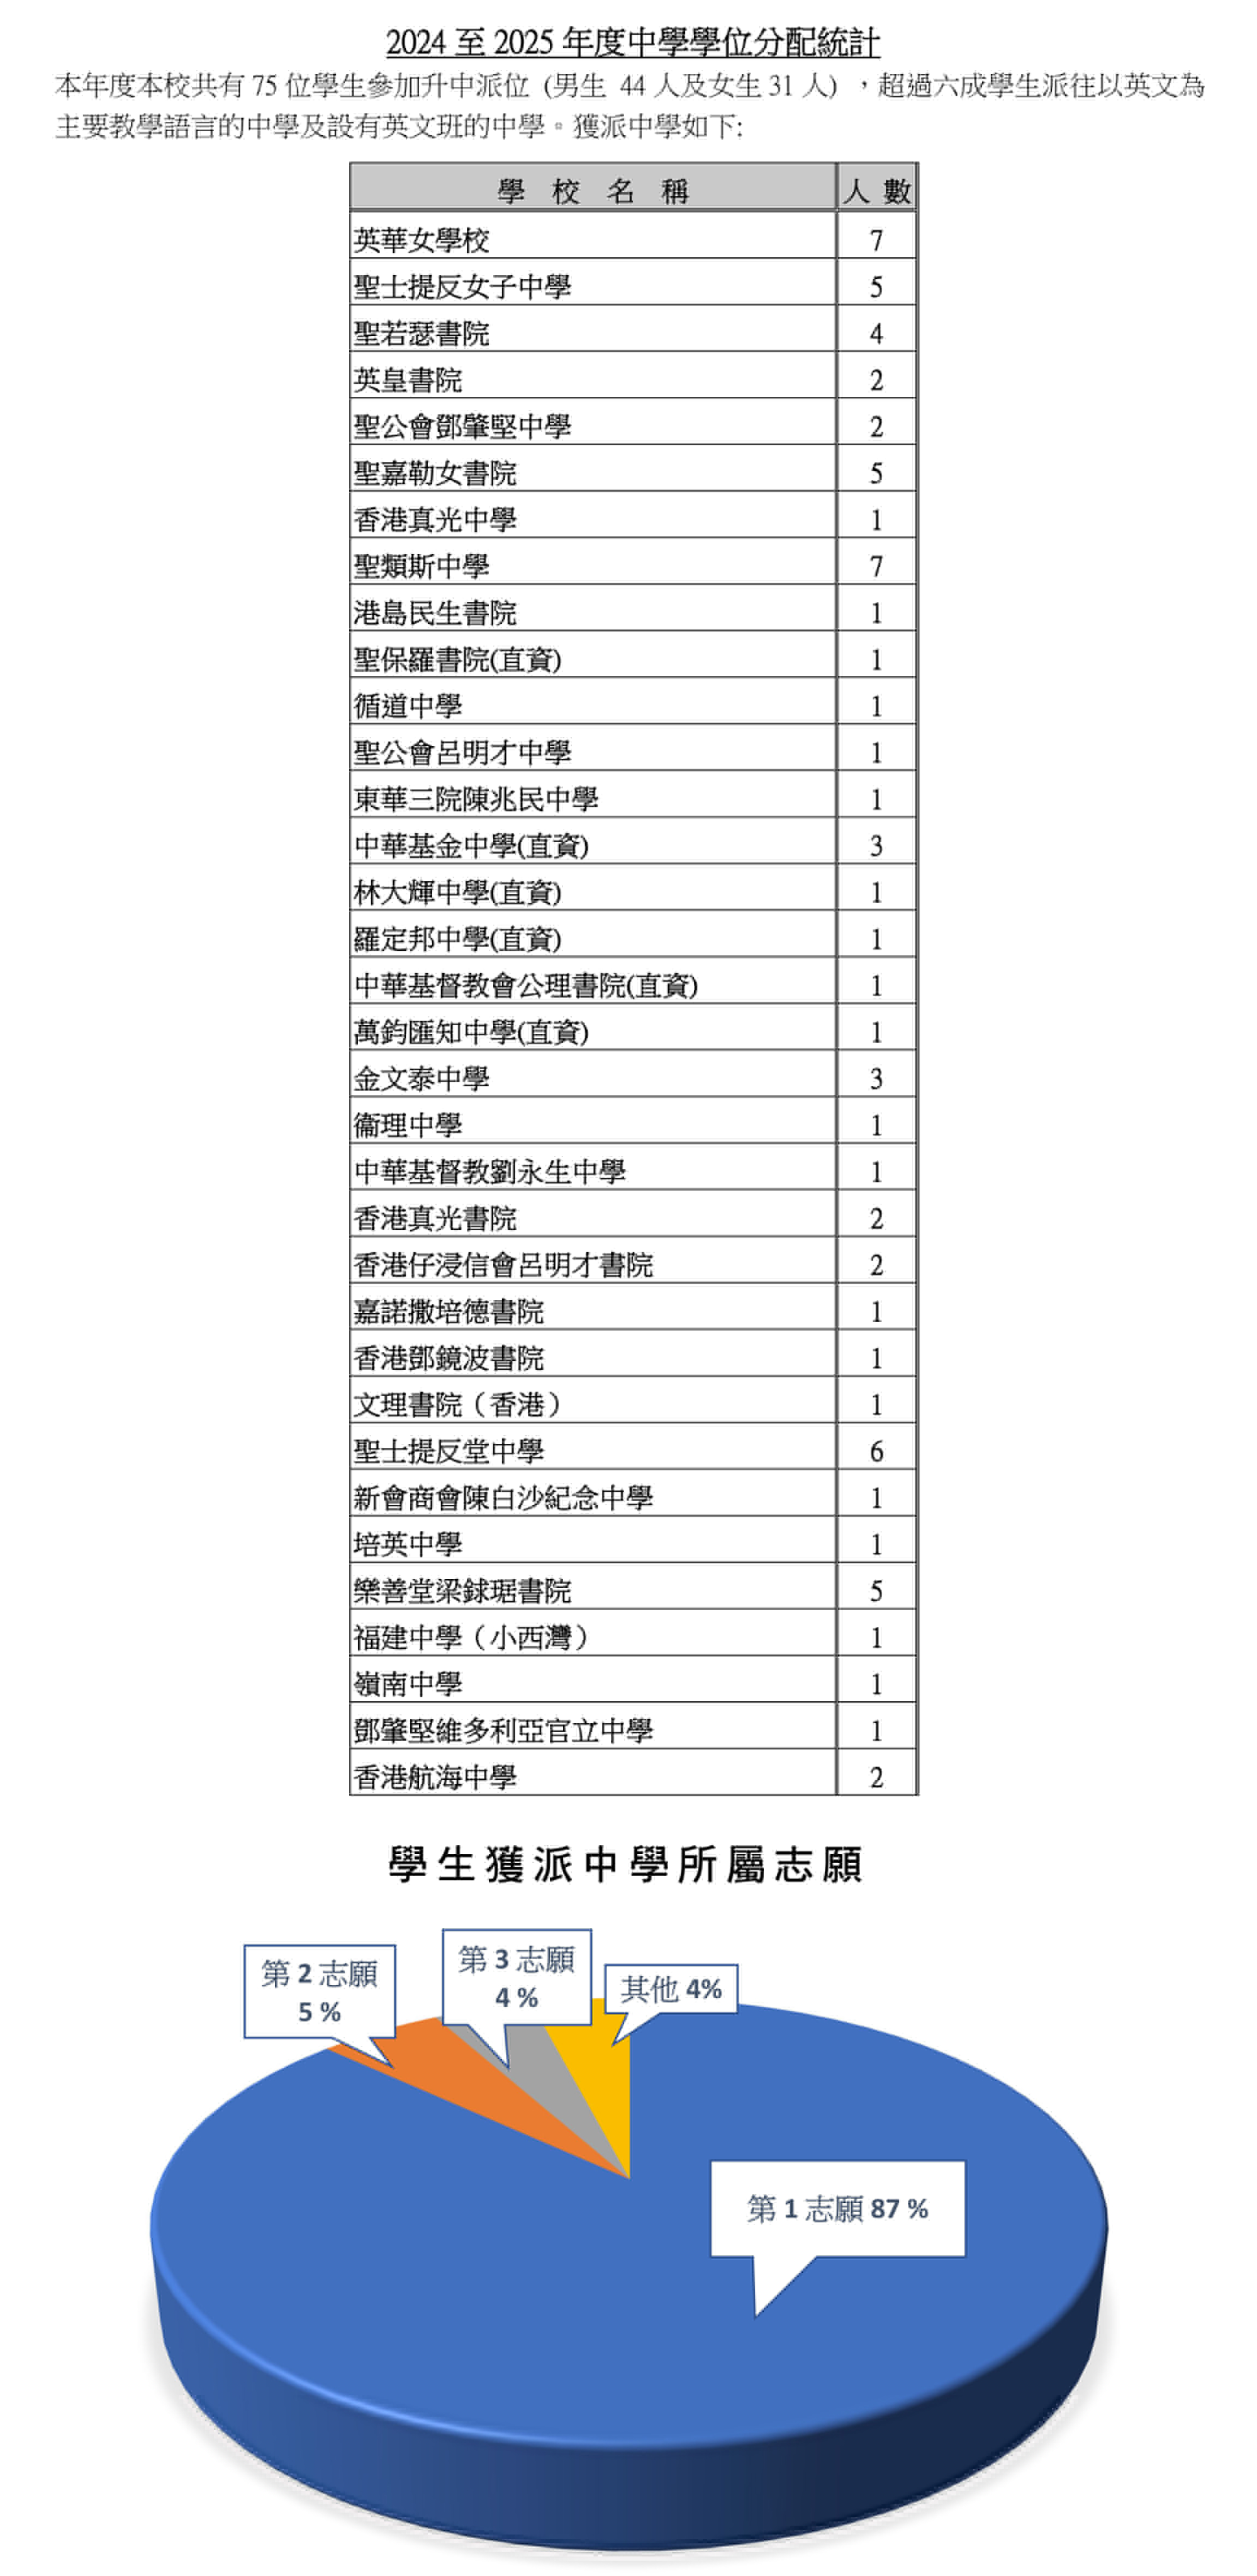 2024 至 2025 年度中學學位分配統計
本年度本校共有 75 位學生參加升中派位 (男生 44 人及女生 31 人) ，超過六成學生派往以英文為
主要教學語言的中學及設有英文班的中學。獲派中學如下:
學 校 名 稱 人 數
英華女學校 7
聖士提反女子中學 5
聖若瑟書院 4
英皇書院 2
聖公會鄧肇堅中學 2
聖嘉勒女書院 5
香港真光中學 1
聖類斯中學 7
港島民生書院 1
聖保羅書院(直資) 1
循道中學 1
聖公會呂明才中學 1
東華三院陳兆民中學 1
中華基金中學(直資) 3
林大輝中學(直資) 1
羅定邦中學(直資) 1
中華基督教會公理書院(直資) 1
萬鈞匯知中學(直資) 1
金文泰中學 3
衞理中學 1
中華基督教劉永生中學 1
香港真光書院 2
香港仔浸信會呂明才書院 2
嘉諾撒培德書院 1
香港鄧鏡波書院 1
文理書院（香港） 1
聖士提反堂中學 6
新會商會陳白沙紀念中學 1
培英中學 1
樂善堂梁銶琚書院 5
福建中學（小西灣） 1
嶺南中學 1
鄧肇堅維多利亞官立中學 1
香港航海中學 2
學生獲派中學所屬志願
第 2 志願
5 %
第 3 志願
4 %
其他 4%
第 1 志願 87 %